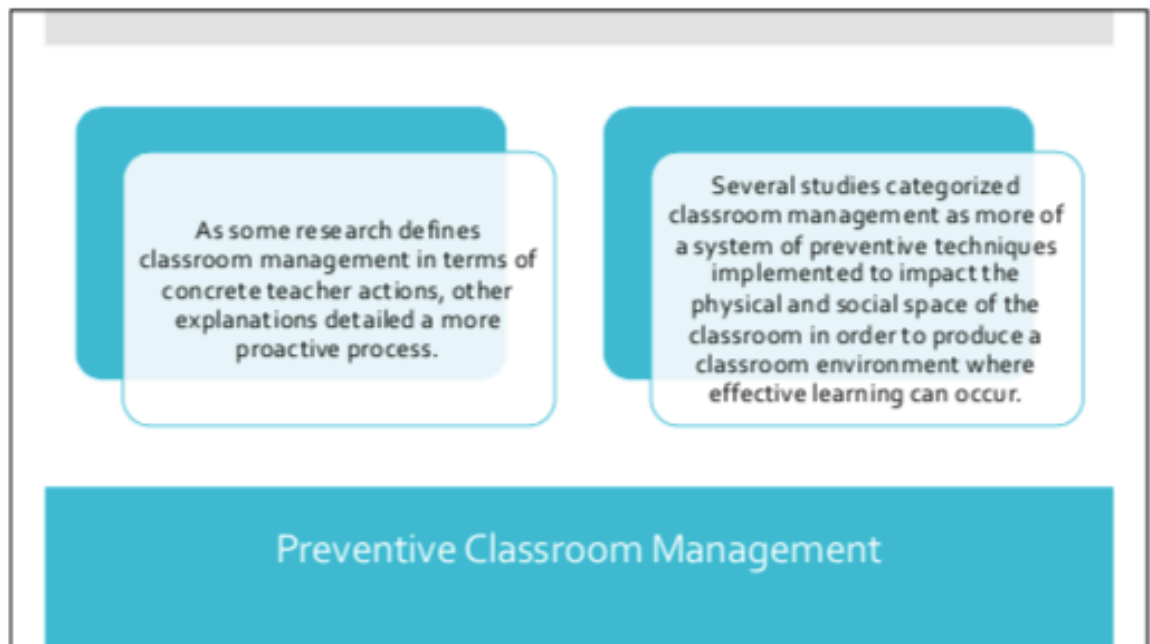 As some research defines
classroom management in terms of
concrete teacher actions, other
explanations detailed a more
proactive process.
Several studies categorized
classroom management as more of
a system of preventive techniques
implemented to impact the
physical and social space of the
classroom in order to produce a
classroom environment where
effective learning can occur.
Preventive Classroom Management